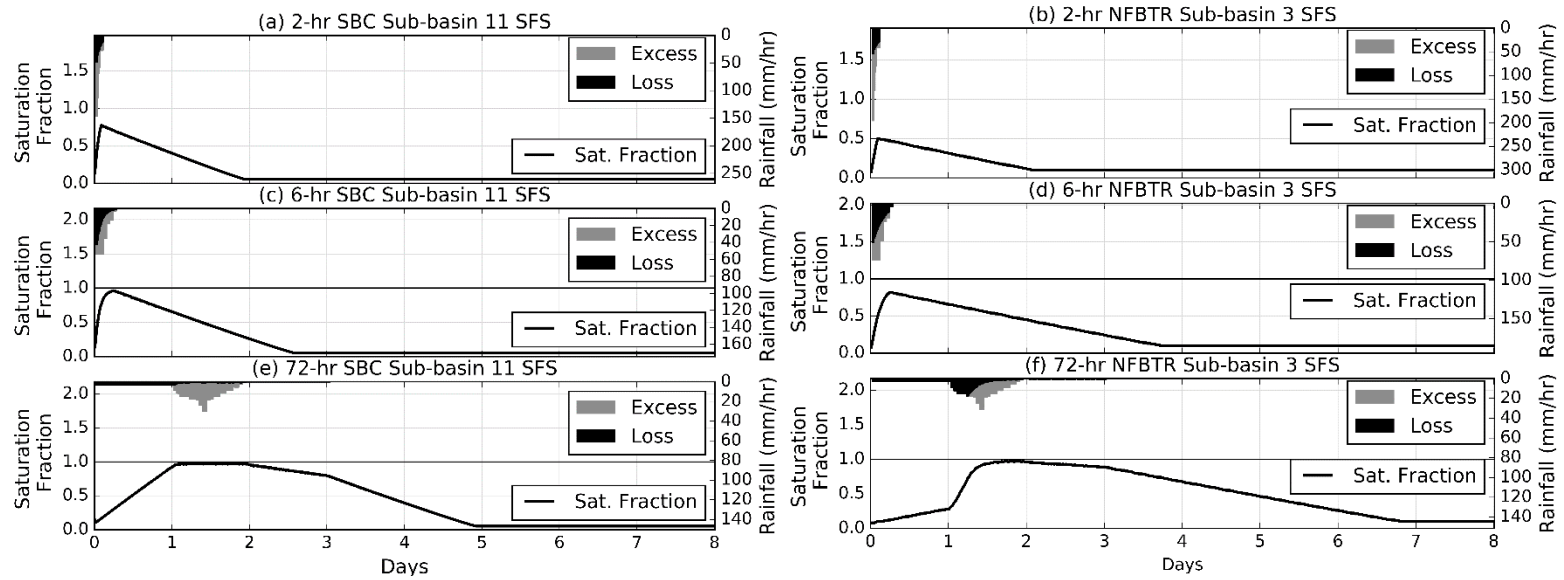 (a) 2-hr SBC Sub-basin 11 SFS
Saturation
Fraction
0.0
0.5
1.0
1.5
Excess
Loss
Sat. Fraction
0
50
100
150
200
250
Rainfall (mm/hr)
(b) 2-hr NFBTR Sub-basin 3 SFS
Saturation
Fraction
0.0
0.5
1.0
1.5
Excess
Loss
Sat. Fraction
0
50
100
150
200
250
300
Rainfall (mm/hr)
(c) 6-hr SBC Sub-basin 11 SFS
Saturation
Fraction
0.0
0.5
1.0
1.5
2.0
Excess
Loss
Sat. Fraction
0
20
40
60
80
100
120
140
160
Rainfall (mm/hr)
(d) 6-hr NFBTR Sub-basin 3 SFS
Saturation
Fraction
0.0
0.5
1.0
1.5
2.0
Excess
Loss
Sat. Fraction
0
50
100
150
Rainfall (mm/hr)
(e) 72-hr SBC Sub-basin 11 SFS
Saturation
Fraction
0.0
0.5
1.0
1.5
2.0
Excess
Loss
Sat. Fraction
0
20
40
60
80
100
120
140
Rainfall (mm/hr)
0 1 2 3 4 5 6 7 8
Days
(f) 72-hr NFBTR Sub-basin 3 SFS
Saturation
Fraction
0.0
0.5
1.0
1.5
2.0
Excess
Loss
Sat. Fraction
0
20
40
60
80
100
120
140
Rainfall (mm/hr)
0 1 2 3 4 5 6 7 8
Days